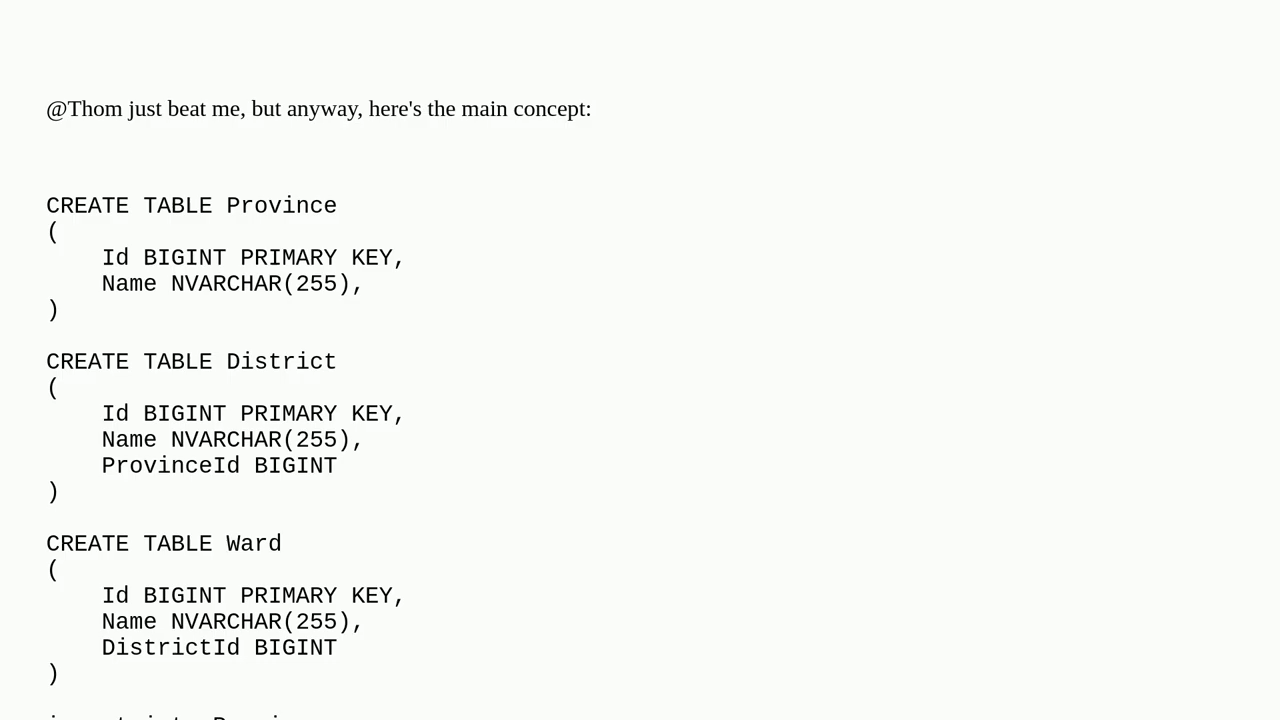 @Thom just beat me, but anyway, here's the main concept:
CREATE TABLE Province
(
    Id BIGINT PRIMARY KEY,
    Name NVARCHAR(255),
)
CREATE TABLE District
(
    Id BIGINT PRIMARY KEY,
    Name NVARCHAR(255),
    ProvinceId BIGINT
)
CREATE TABLE Ward
(
    Id BIGINT PRIMARY KEY,
    Name NVARCHAR(255),
    DistrictId BIGINT
)